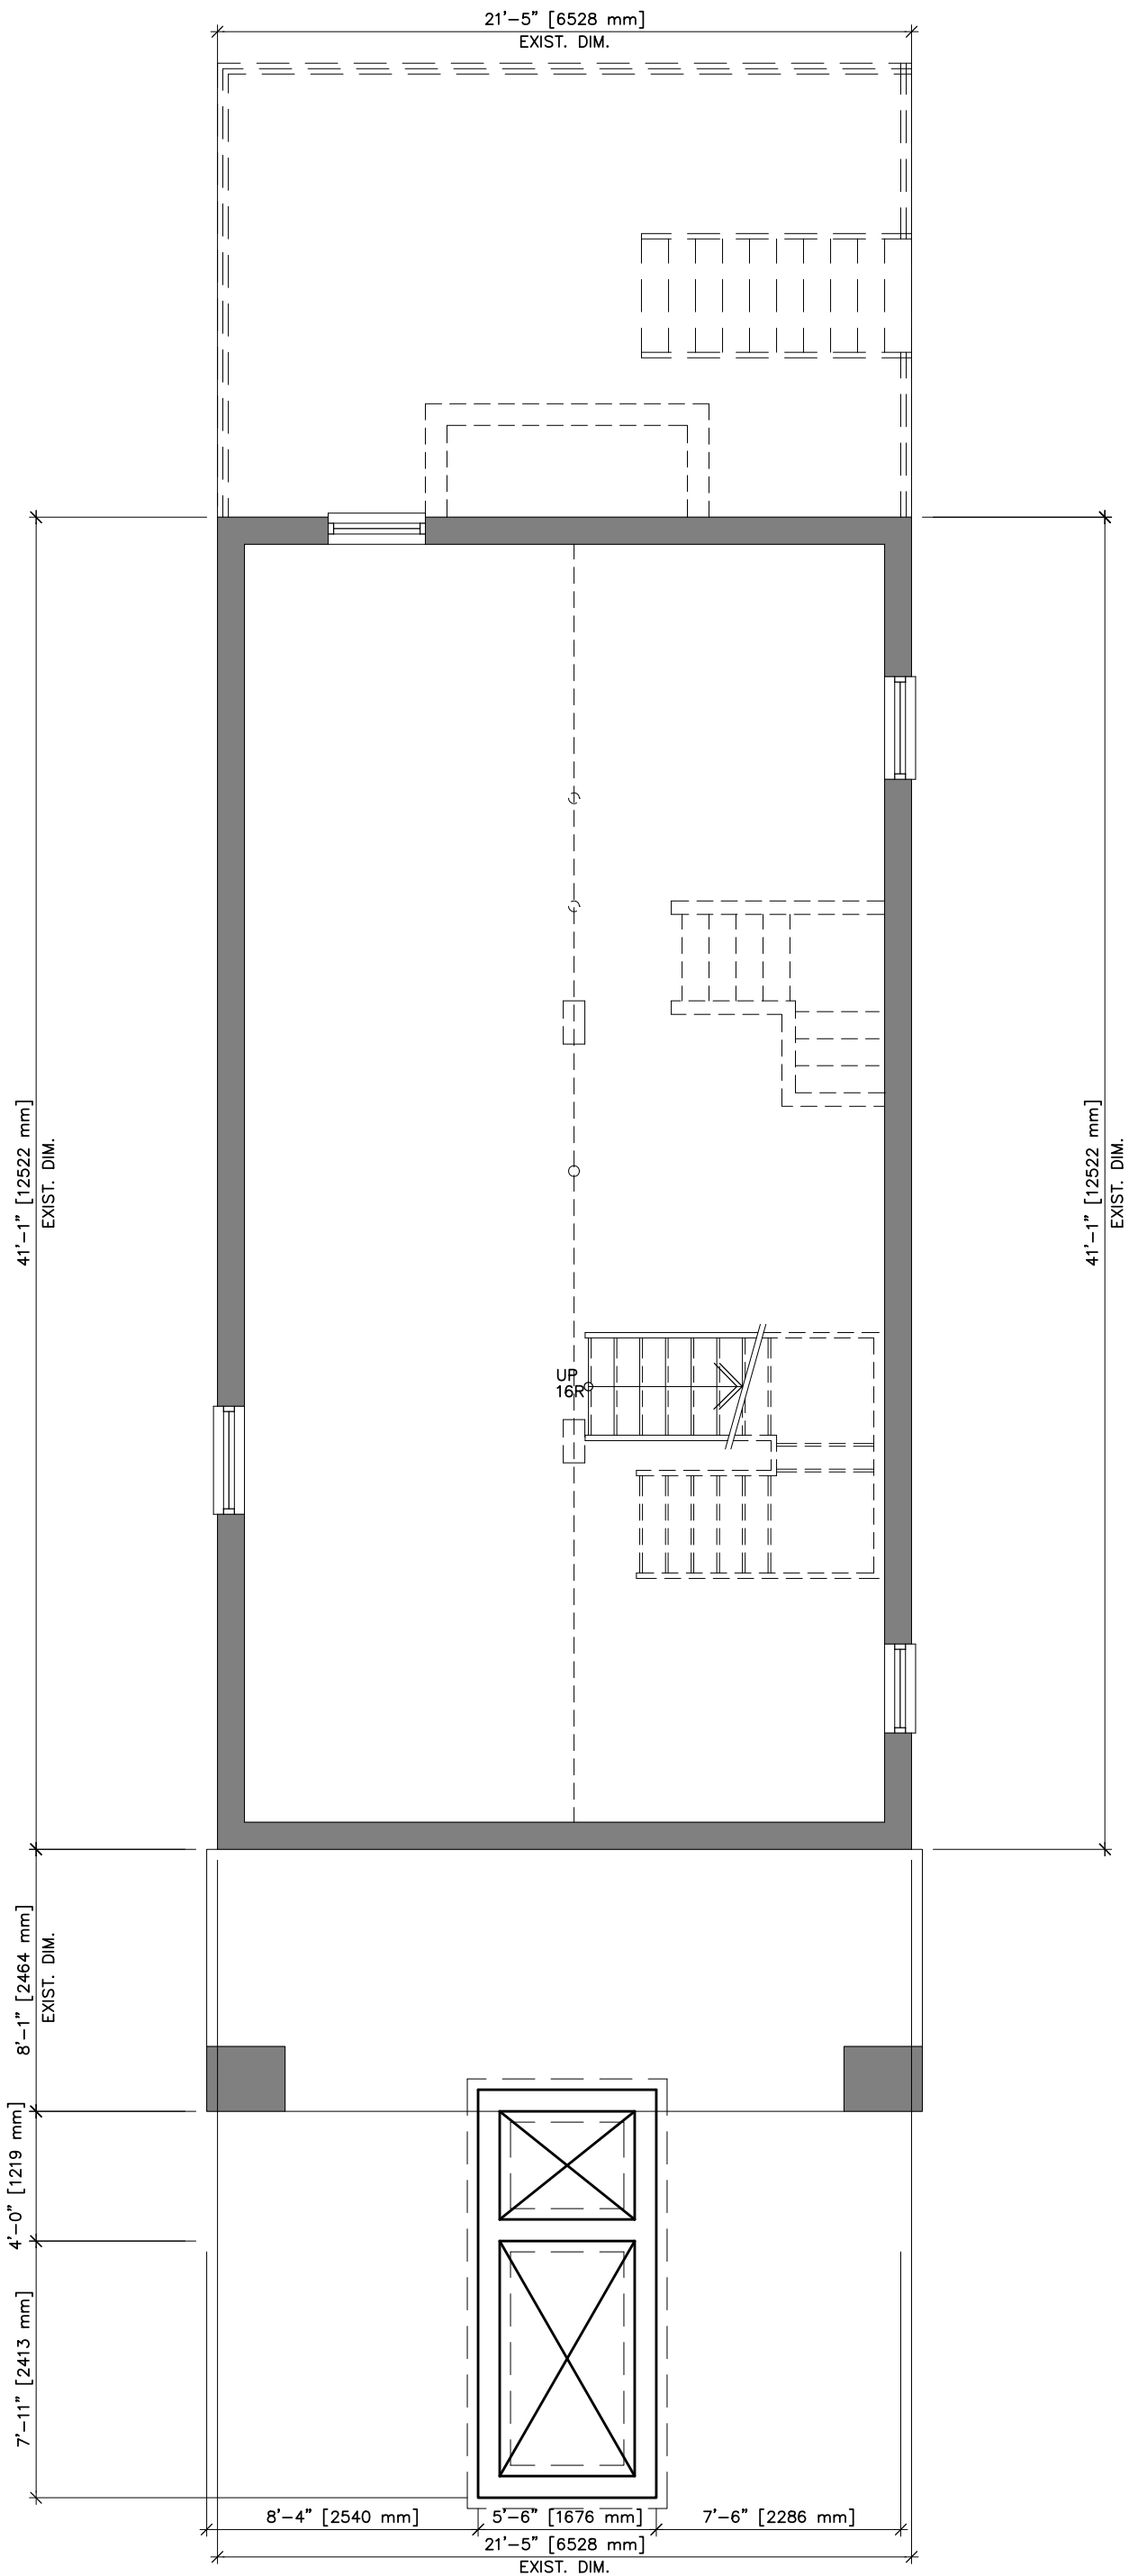 21'-5" [6528 mm]
EXIST. DIM.
41'-1" [12522 mm]
EXIST. DIM.
41'-1" [12522 mm]
EXIST. DIM.
UP
16R
8'-1" [2464 mm]
EXIST. DIM.
4'-0" [1219 mm]
7'-11" [2413 mm]
8'-4" [2540 mm]
5'-6" [1676 mm]
7'-6" [2286 mm]
21'-5" [6528 mm]
EXIST. DIM.